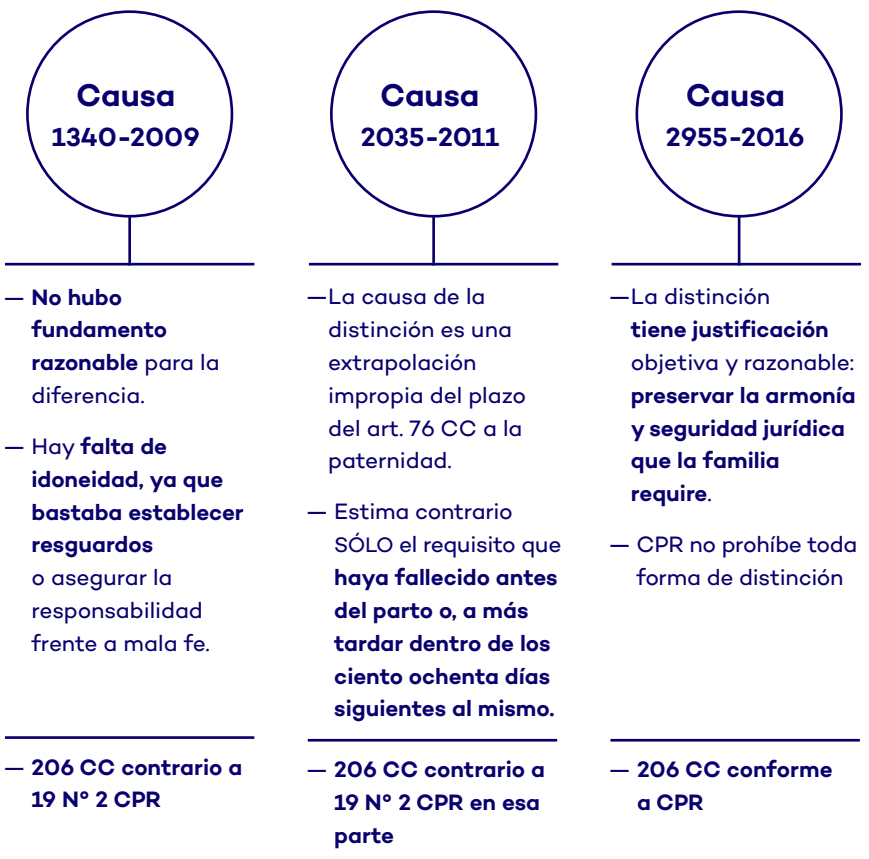 Causa
1340-2009
— No hubo
fundamento
razonable para la
diferencia.
— Hay falta de
idoneidad, ya que
bastaba establecer
resguardos
o asegurar la
responsabilidad
frente a mala fe.
— 206 CC contrario a
19 N° 2 CPR
Causa
2035-2011
—La causa de la
distinción es una
extrapolación
impropia del plazo
del art. 76 CC a la
paternidad.
— Estima contrario
SÓLO el requisito que
haya fallecido antes
del parto o, a más
tardar dentro de los
ciento ochenta días
siguientes al mismo.
— 206 CC contrario a
19 N° 2 CPR en esa
parte
Causa
2955-2016
—La distinción
tiene justificación
objetiva y razonable:
preservar la armonía
y seguridad jurídica
que la familia
require.
— CPR no prohíbe toda
forma de distinción
— 206 CC conforme
a CPR